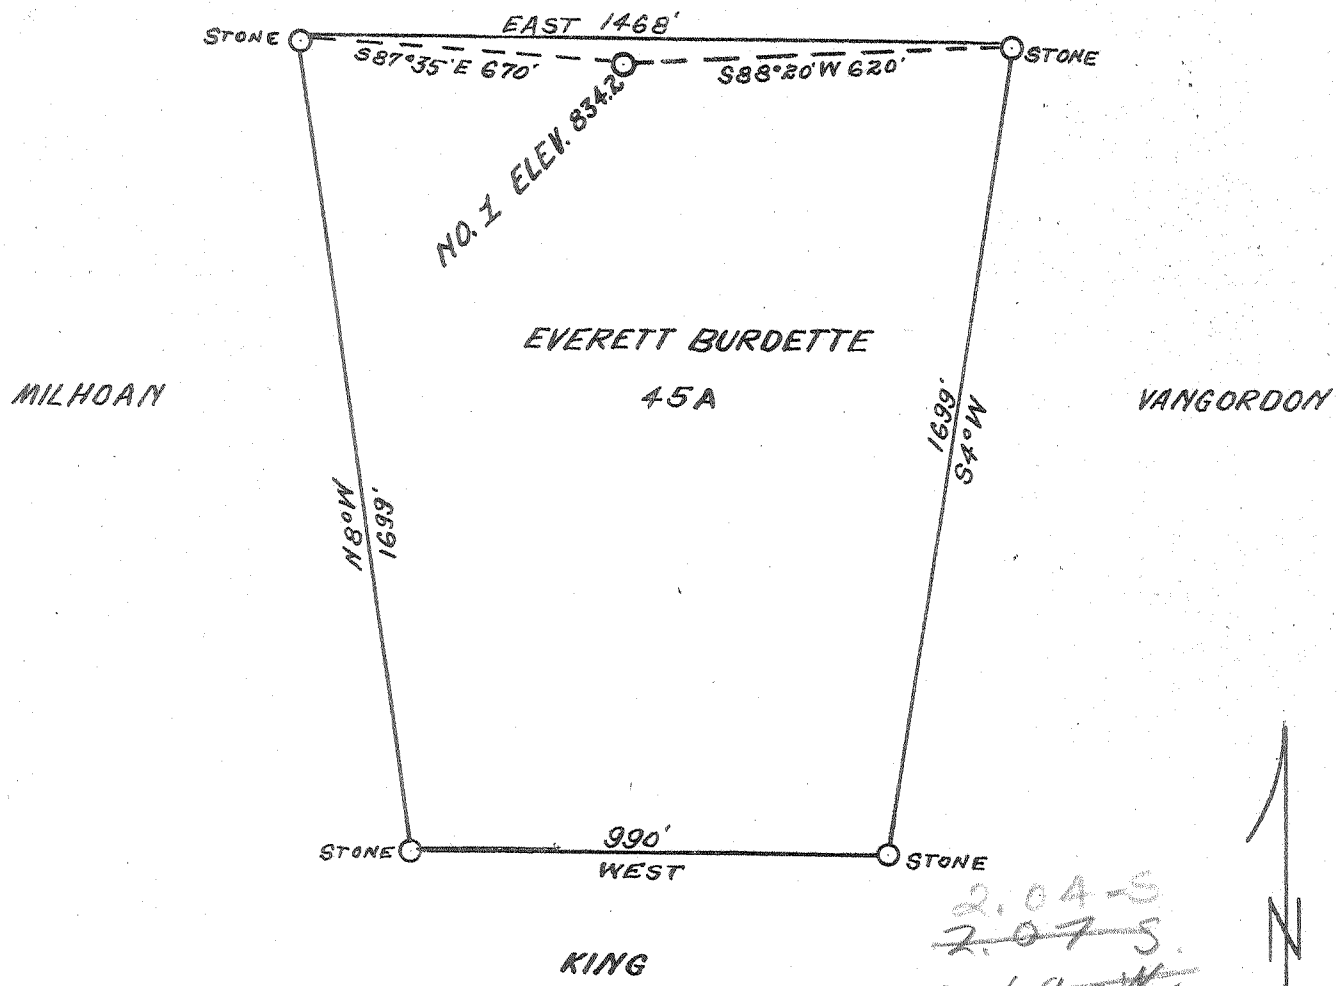 EAST 1468'
STONE
STONE
S87°35'E 670'
S88°20'W 620'
NO. 1 ELEV. 834.2
EVERETT BURDETTE
45A
MILHOAN
VANGORDON
1699'
S4°W
N8°W
1699'
990'
WEST
STONE
STONE
2.04-S
2.07 S.
KING
N